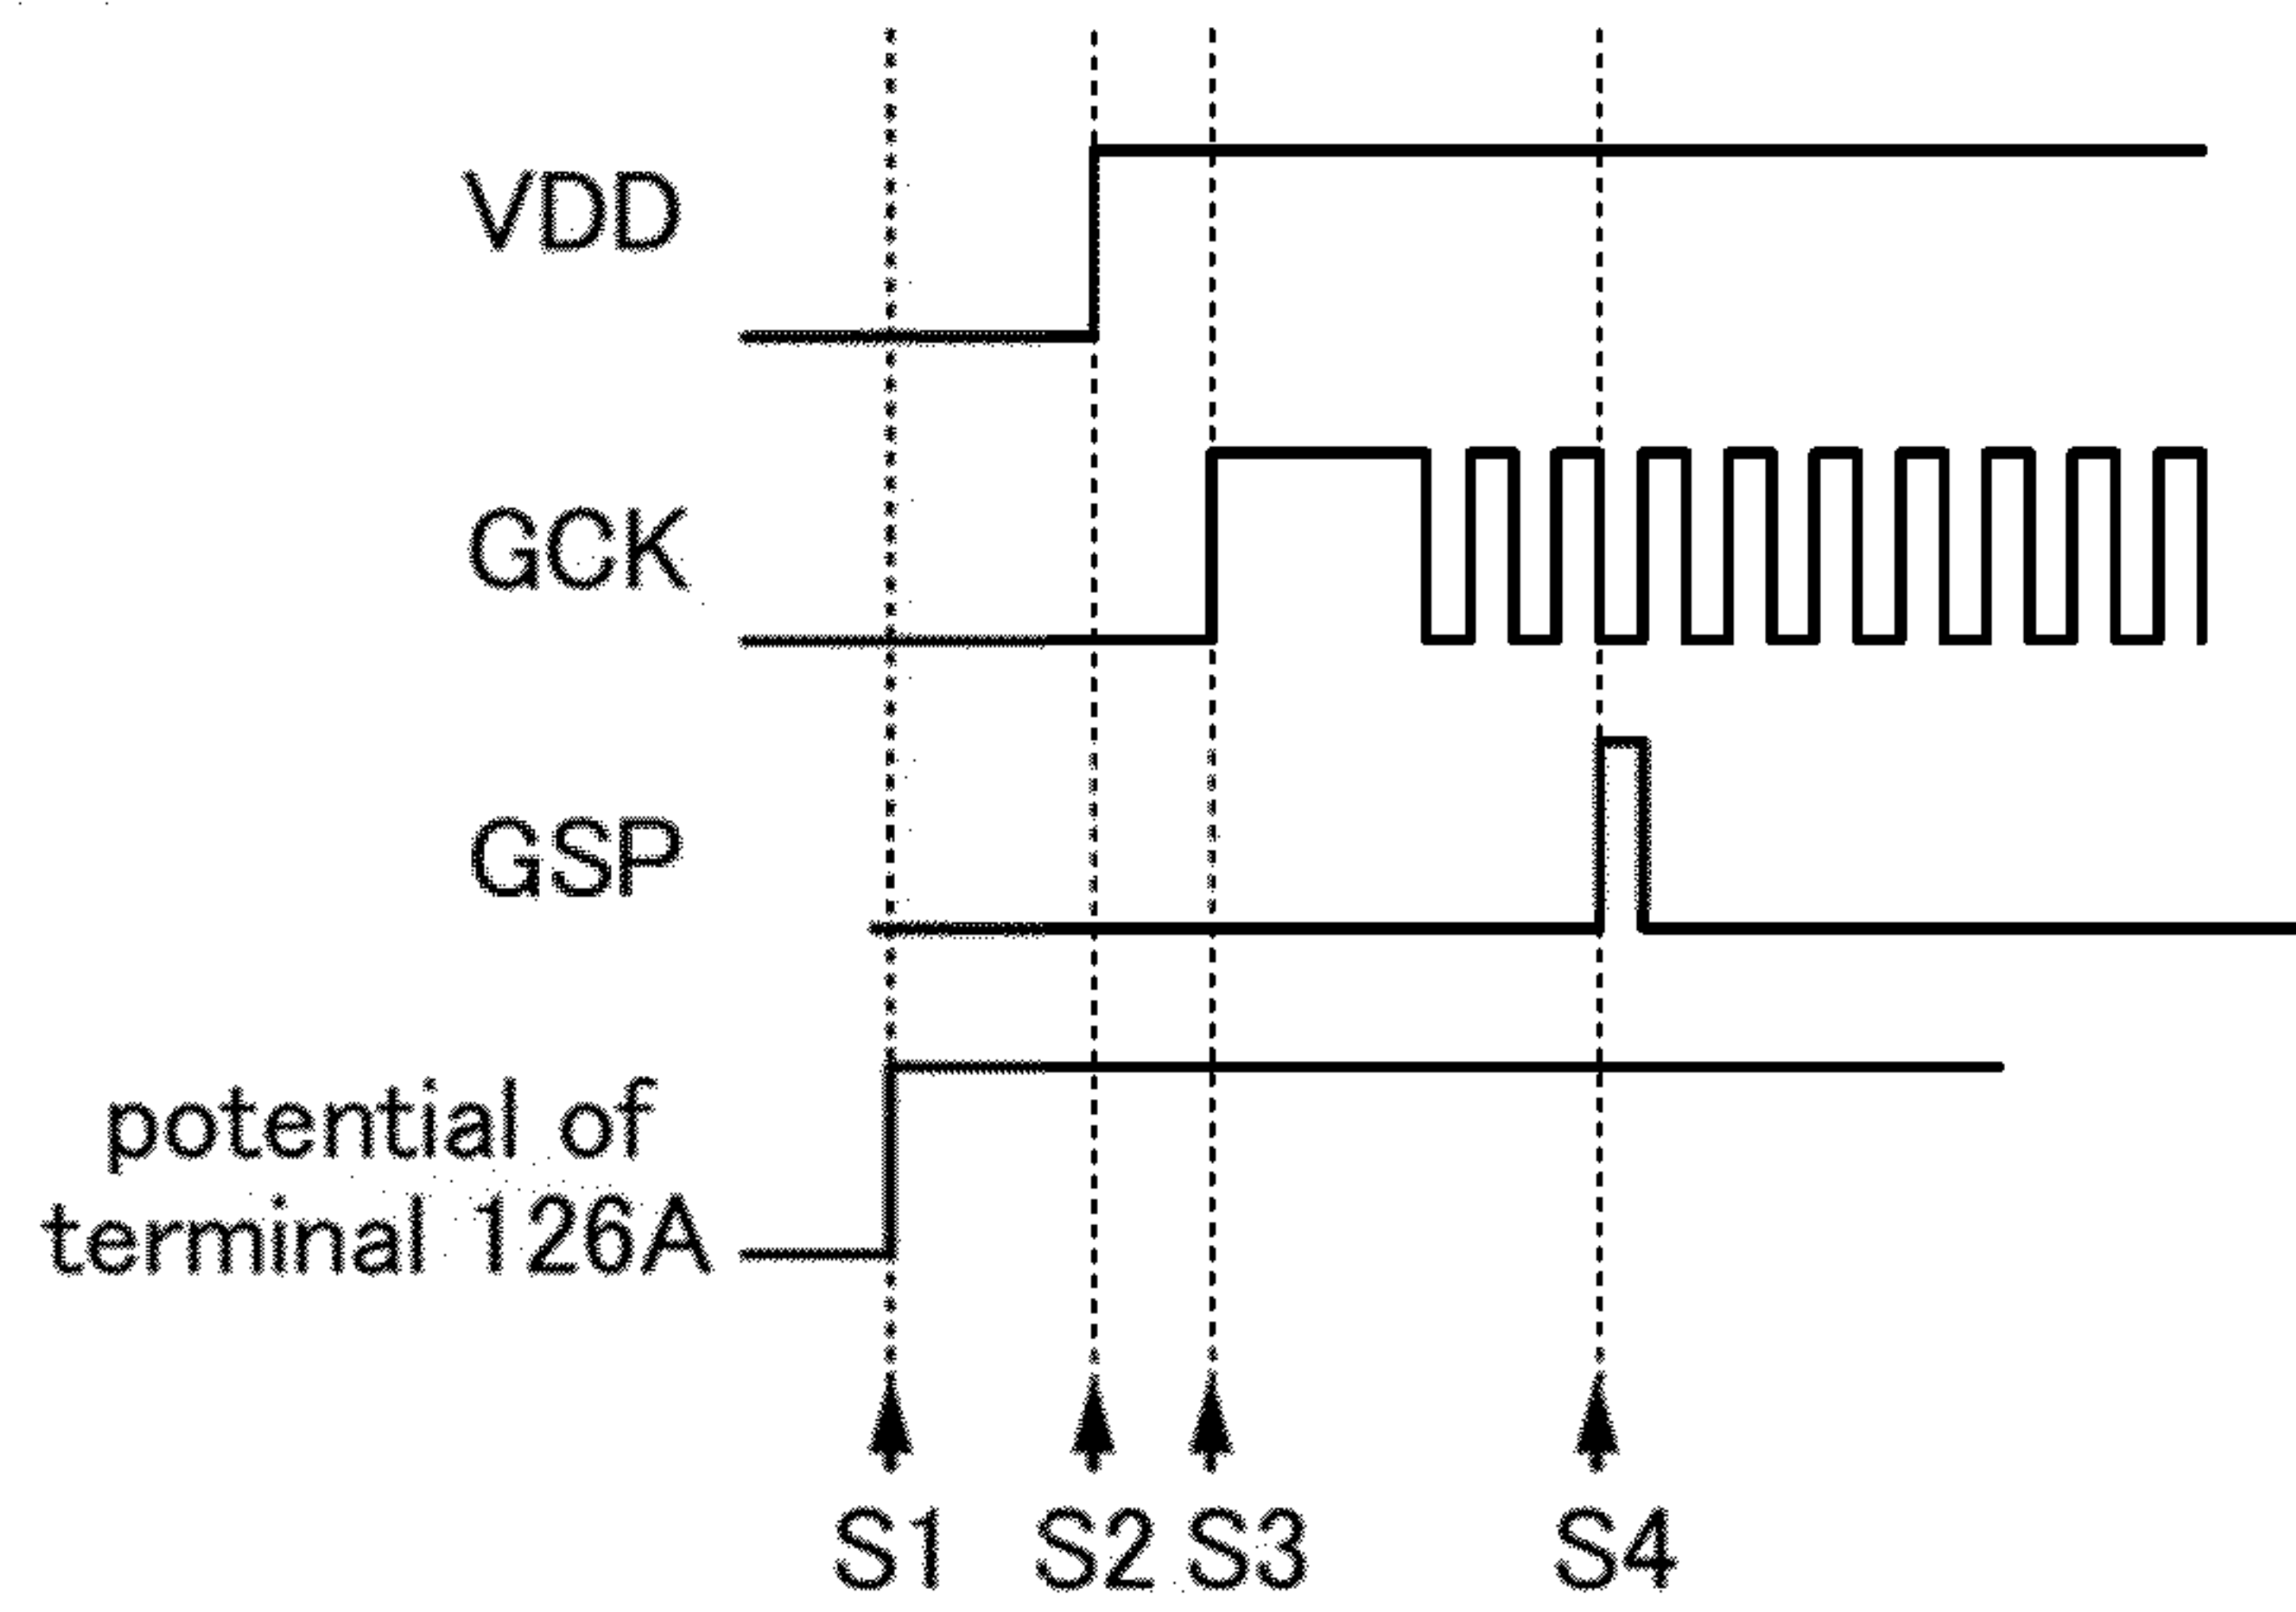 VDD
GCK
GSP
potential of
terminal 126A
S1 S2 S3 S4